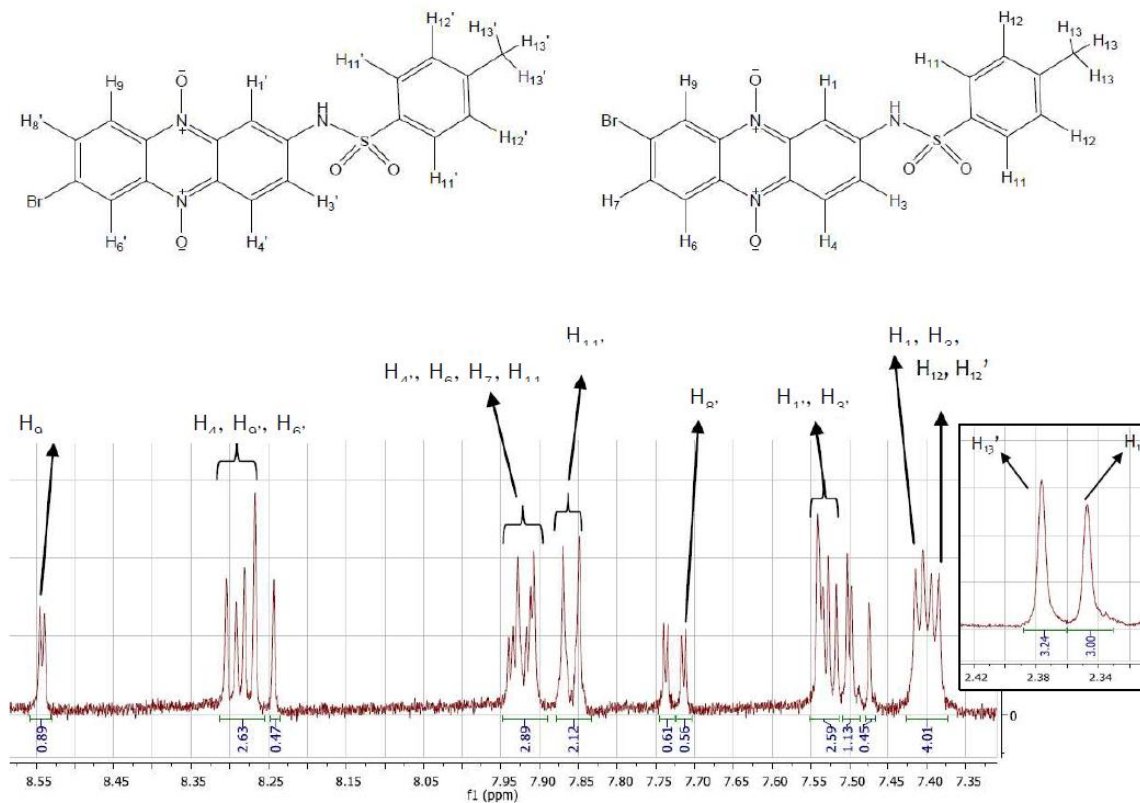 H₁₂' H₁₃'
H₁₃'
H₁₁' H₁₃'
O⁻ H₉ H₁'
H₈' N⁺ NH H₁₂'
S
O O H₁₁'
Br N⁺ H₃'
H₆' O⁻ H₄'
H₁₂ H₁₃
H₁₃
H₁₁ H₁₃
O⁻ H₉ H₁
Br N⁺ NH H₁₂
S
O O H₁₁
H₇ N⁺ H₃
H₆ O⁻ H₄
H₉
H₄, H₉', H₆'
H₄', H₆, H₇, H₁₁
H₁₁'
H₈'
H₁', H₃'
H₁, H₃,
H₁₂, H₁₂'
H₁₃'
3.24 3.00
2.42 2.38 2.34
0
0.89 2.63 0.47 2.89 2.12 0.61 0.56 2.59 1.13 0.45 4.01
8.55 8.45 8.35 8.25 8.15 8.05 7.95 7.90 7.85 7.80 7.75 7.70 7.65 7.60 7.55 7.50 7.45 7.40 7.35
f1 (ppm)